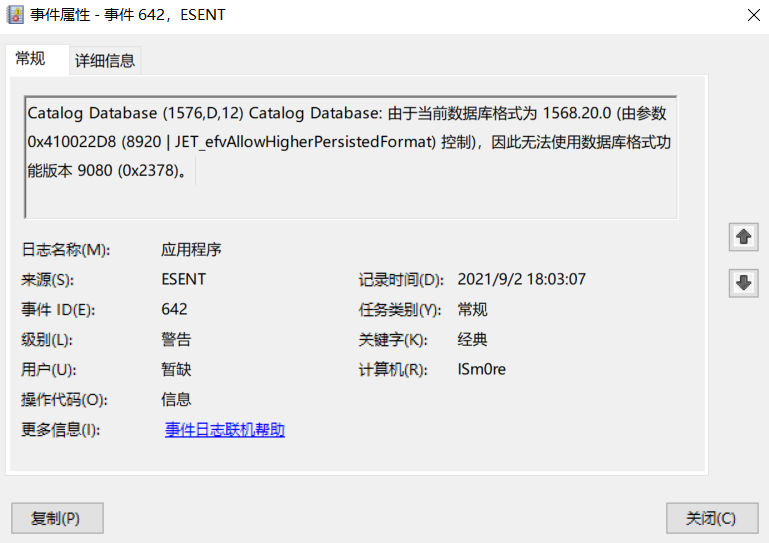 事件属性 - 事件 642，ESENT
常规 详细信息
Catalog Database (1576,D,12) Catalog Database: 由于当前数据库格式为 1568.20.0 (由参数
0x410022D8 (8920 | JET_efvAllowHigherPersistedFormat) 控制)，因此无法使用数据库格式功
能版本 9080 (0x2378)。
日志名称(M): 应用程序
来源(S): ESENT 记录时间(D): 2021/9/2 18:03:07
事件 ID(E): 642 任务类别(Y): 常规
级别(L): 警告 关键字(K): 经典
用户(U): 暂缺 计算机(R): ISm0re
操作代码(O): 信息
更多信息(I): 事件日志联机帮助
复制(P) 关闭(C)